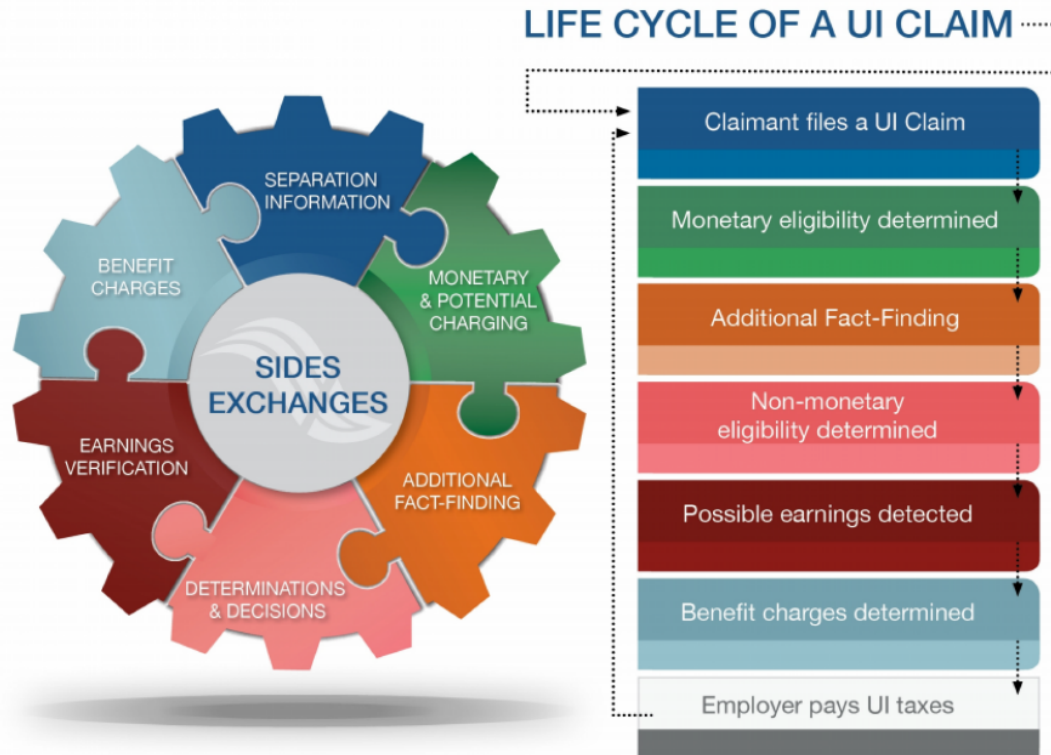 LIFE CYCLE OF A UI CLAIM
SEPARATION
INFORMATION
MONETARY
& POTENTIAL
CHARGING
ADDITIONAL
FACT-FINDING
DETERMINATIONS
& DECISIONS
EARNINGS
VERIFICATION
BENEFIT
CHARGES
SIDES
EXCHANGES
Claimant files a UI Claim
Monetary eligibility determined
Additional Fact-Finding
Non-monetary
eligibility determined
Possible earnings detected
Benefit charges determined
Employer pays UI taxes